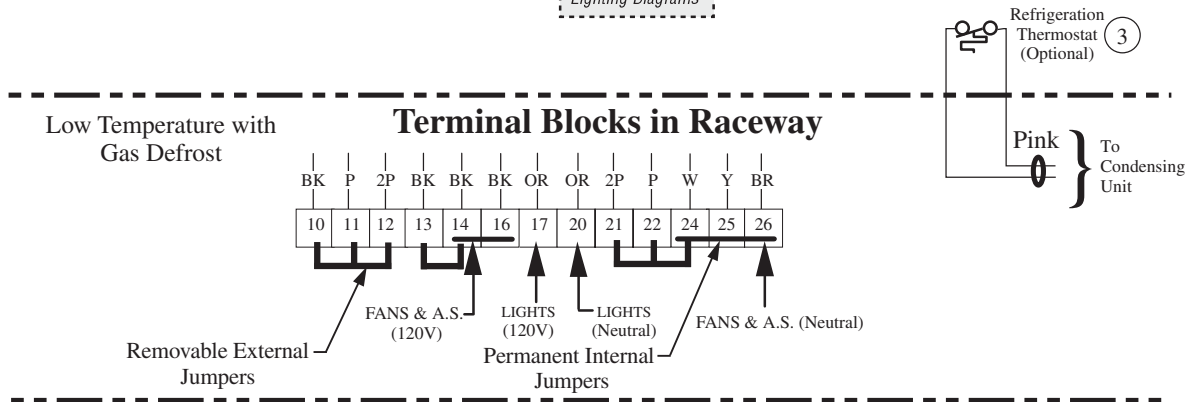 Lighting Diagrams
Refrigeration
Thermostat
(Optional)
3
Low Temperature with
Gas Defrost
Terminal Blocks in Raceway
Pink
To
Condensing
Unit
BK P 2P BK BK BK OR OR 2P P W Y BR
10 11 12 13 14 16 17 20 21 22 24 25 26
FANS & A.S.
(120V)
LIGHTS
(120V)
LIGHTS
(Neutral)
FANS & A.S. (Neutral)
Removable External
Jumpers
Permanent Internal
Jumpers